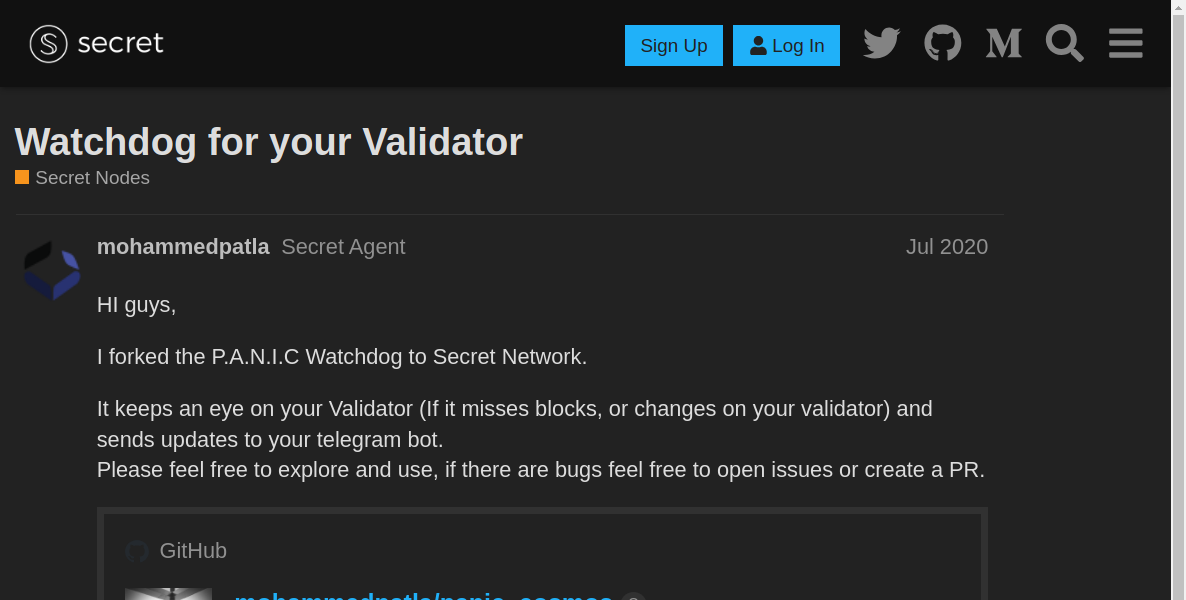 secret
Sign Up
Log In
Watchdog for your Validator
Secret Nodes
mohammedpatla Secret Agent Jul 2020
HI guys,
I forked the P.A.N.I.C Watchdog to Secret Network.
It keeps an eye on your Validator (If it misses blocks, or changes on your validator) and
sends updates to your telegram bot.
Please feel free to explore and use, if there are bugs feel free to open issues or create a PR.
GitHub
mohammedpatla/panic_cosmos